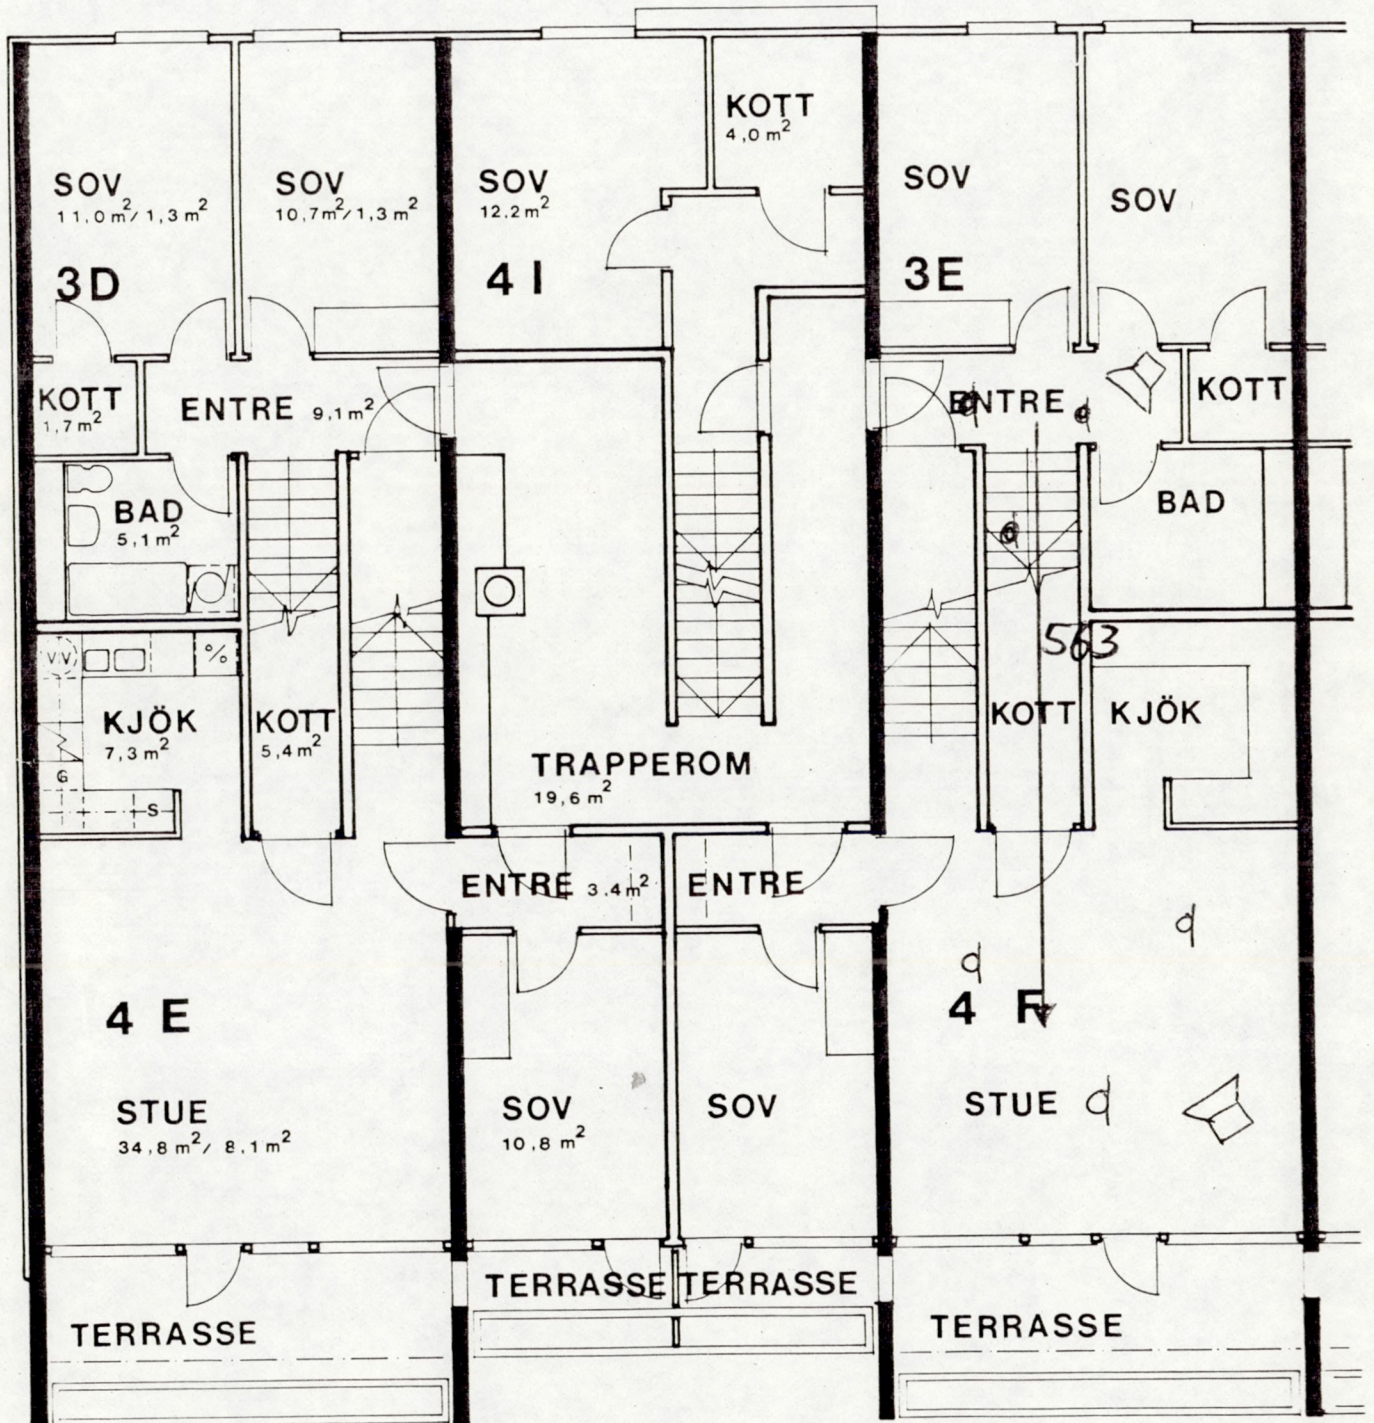 KOTT
4,0 m²
SOV
11,0 m²/ 1,3 m²
SOV
10,7 m²/ 1,3 m²
SOV
12,2 m²
SOV
SOV
3D
4 I
3E
KOTT
1,7 m²
ENTRE 9,1 m²
ENTRE
KOTT
BAD
5,1 m²
BAD
563
VV
%
KJÖK
7,3 m²
KOTT
5,4 m²
KOTT
KJÖK
G
S
TRAPPEROM
19,6 m²
ENTRE 3.4 m²
ENTRE
4 E
4 F
STUE
34,8 m²/ 8,1 m²
SOV
10,8 m²
SOV
STUE
TERRASSE
TERRASSE
TERRASSE
TERRASSE